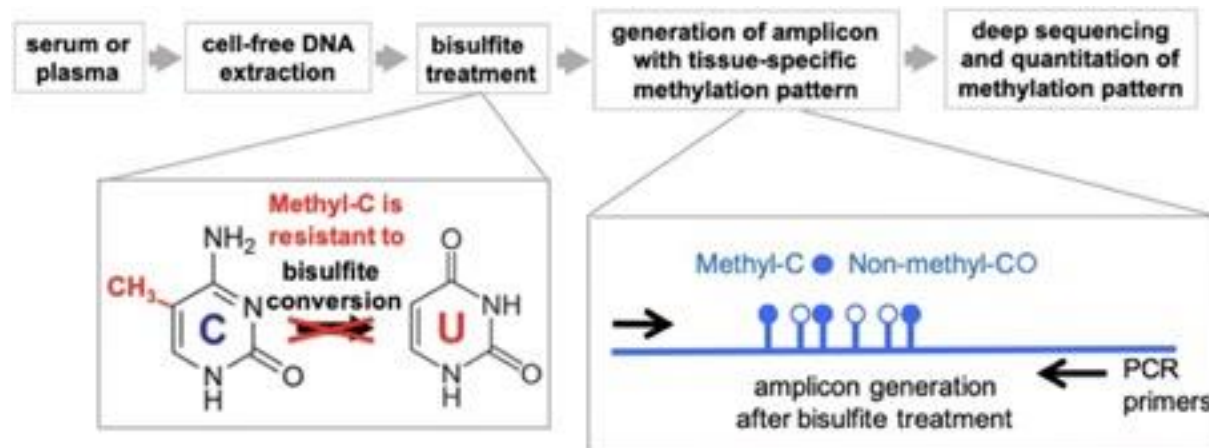 serum or
plasma
cell-free DNA
extraction
bisulfite
treatment
generation of amplicon
with tissue-specific
methylation pattern
deep sequencing
and quantitation of
methylation pattern
Methyl-C is
resistant to
bisulfite
conversion
NH2
CH3
C
N
N
H
O
O
U
NH
N
H
O
Methyl-C Non-methyl-C
amplicon generation
after bisulfite treatment
PCR
primers